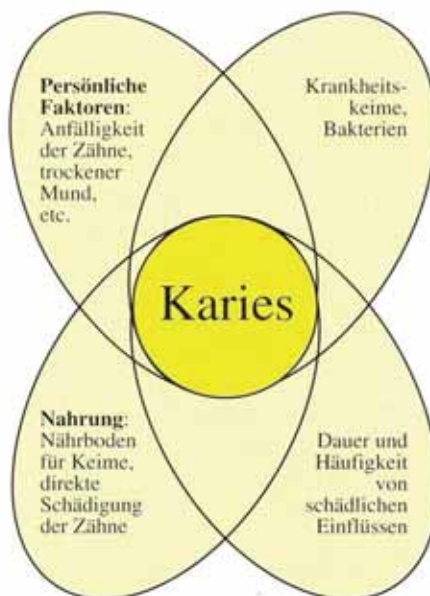 Persönliche
Faktoren:
Anfälligkeit
der Zähne,
trockener
Mund,
etc.
Krankheits-
keime,
Bakterien
Karies
Nahrung:
Nährboden
für Keime,
direkte
Schädigung
der Zähne
Dauer und
Häufigkeit
von
schädlichen
Einflüssen